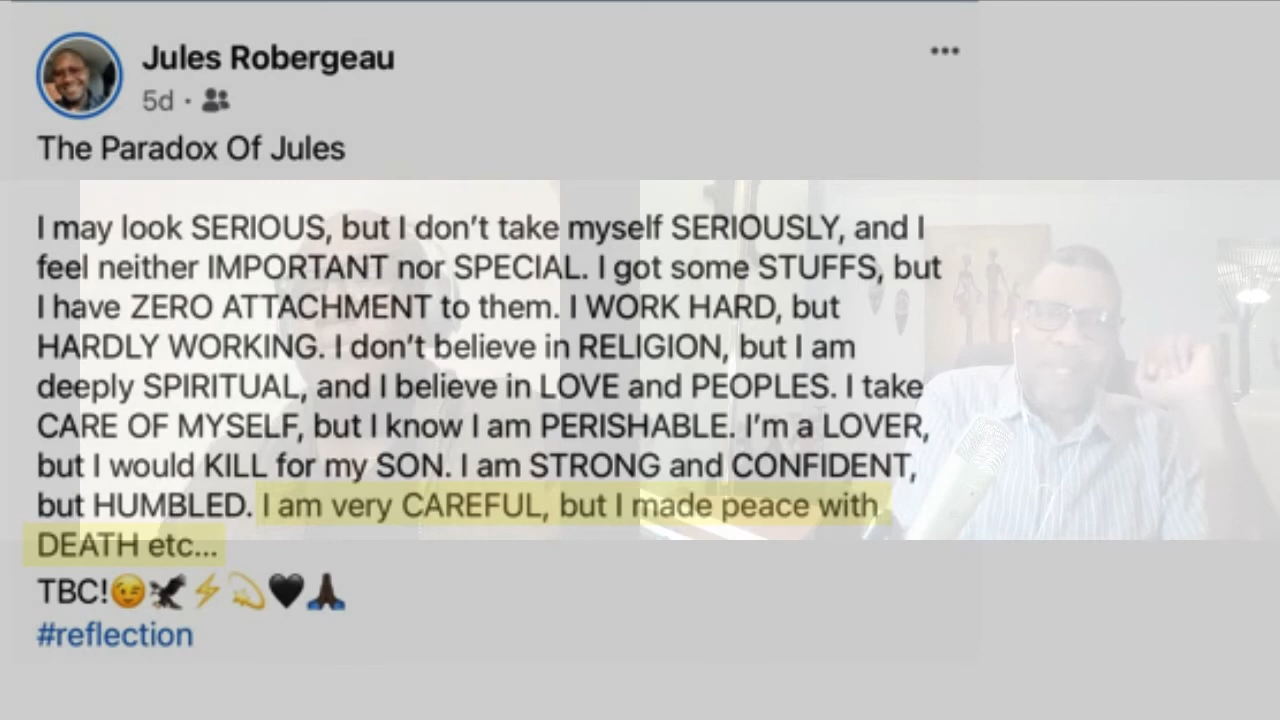 Jules Robergeau
5d ·
The Paradox Of Jules
I may look SERIOUS, but I don't take myself SERIOUSLY, and I
feel neither IMPORTANT nor SPECIAL. I got some STUFFS, but
I have ZERO ATTACHMENT to them. I WORK HARD, but
HARDLY WORKING. I don't believe in RELIGION, but I am
deeply SPIRITUAL, and I believe in LOVE and PEOPLES. I take
CARE OF MYSELF, but I know I am PERISHABLE. I'm a LOVER,
but I would KILL for my SON. I am STRONG and CONFIDENT,
but HUMBLED. I am very CAREFUL, but I made peace with
DEATH etc...
TBC!😉🦅⚡💫🖤🙏🏿
#reflection